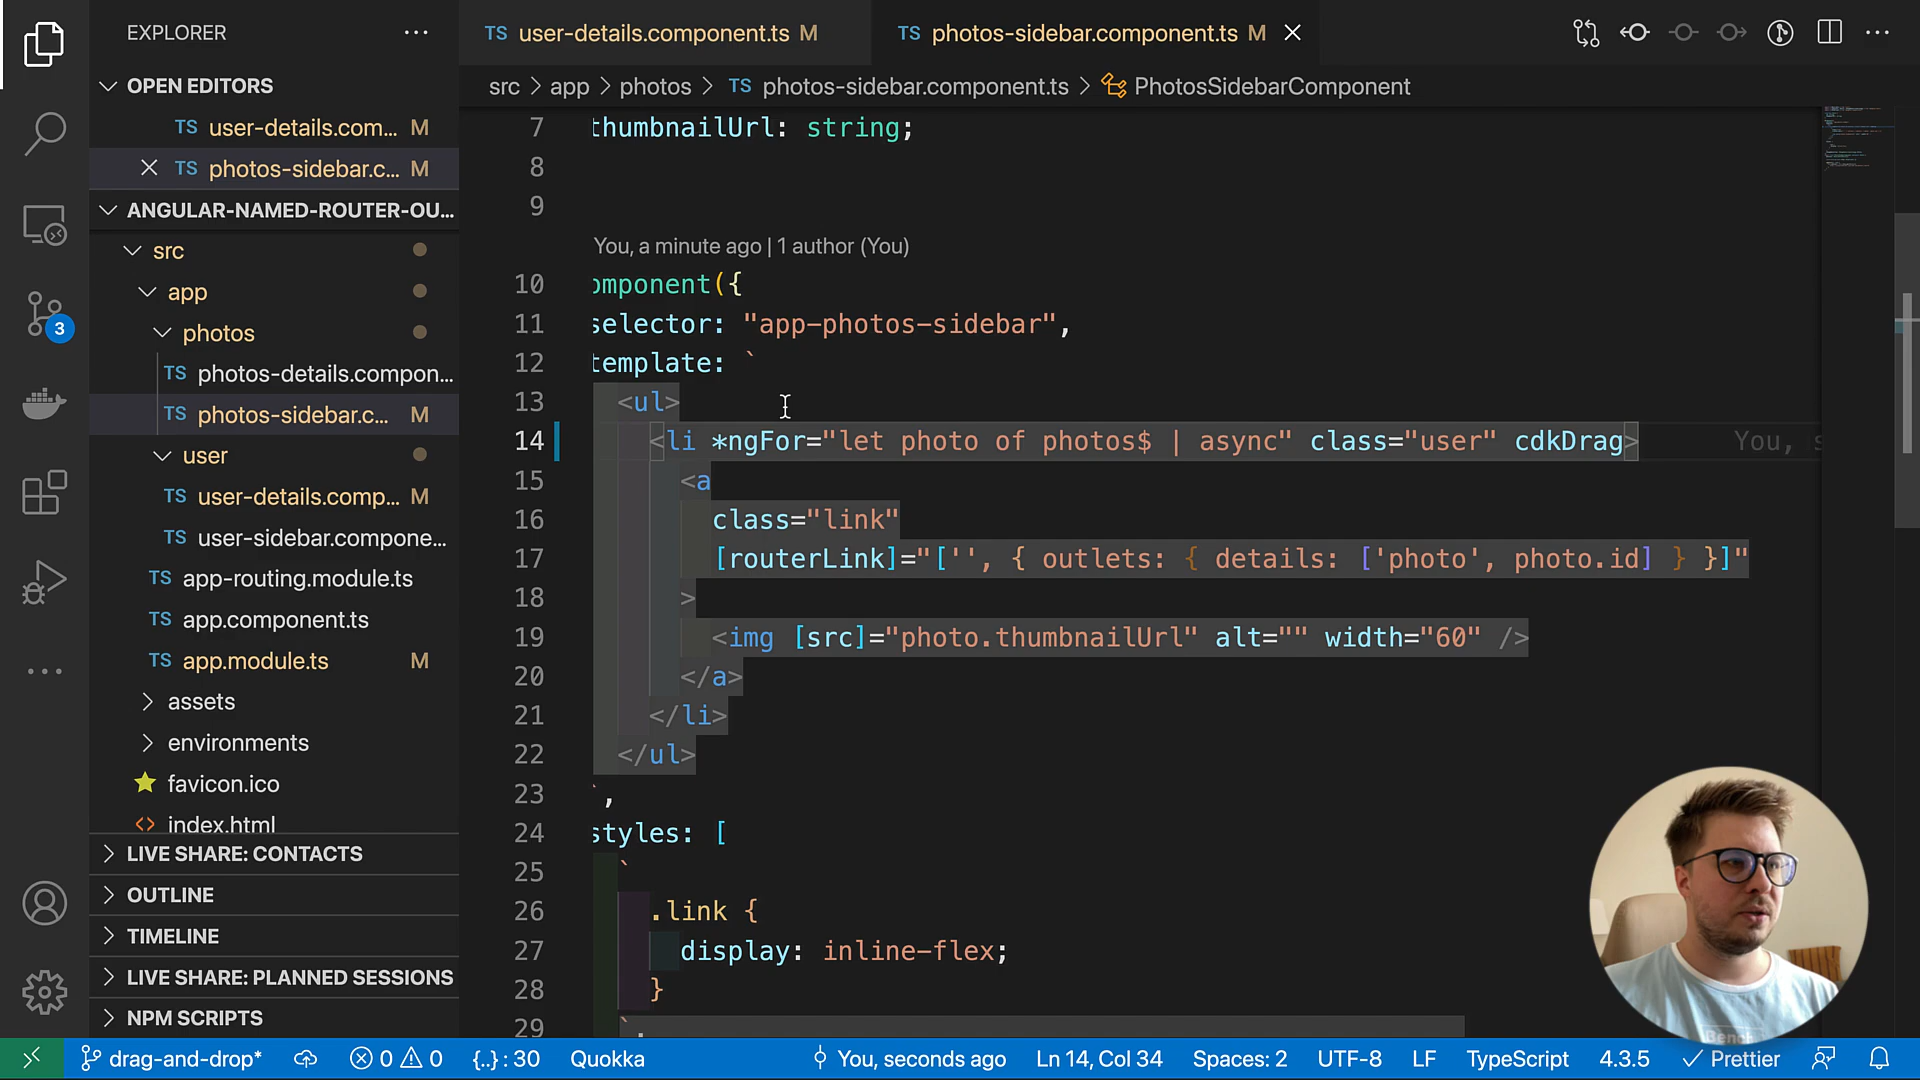 EXPLORER
OPEN EDITORS
TS user-details.com... M
TS photos-sidebar.c... M
ANGULAR-NAMED-ROUTER-OU...
src
app
photos
TS photos-details.compon...
TS photos-sidebar.c... M
user
TS user-details.comp... M
TS user-sidebar.compone...
TS app-routing.module.ts
TS app.component.ts
TS app.module.ts M
assets
environments
favicon.ico
<> index.html
LIVE SHARE: CONTACTS
OUTLINE
TIMELINE
LIVE SHARE: PLANNED SESSIONS
NPM SCRIPTS
3
TS user-details.component.ts M
TS photos-sidebar.component.ts M
src > app > photos > TS photos-sidebar.component.ts > PhotosSidebarComponent
7 thumbnailUrl: string;
8
9
You, a minute ago | 1 author (You)
10 omponent({
11 selector: "app-photos-sidebar",
12 template: `
13 <ul>
14 <li *ngFor="let photo of photos$ | async" class="user" cdkDrag> You, s
15 <a
16 class="link"
17 [routerLink]="['', { outlets: { details: ['photo', photo.id] } }]"
18 >
19 <img [src]="photo.thumbnailUrl" alt="" width="60" />
20 </a>
21 </li>
22 </ul>
23 `,
24 styles: [
25 `
26 .link {
27 display: inline-flex;
28 }
29 `,
drag-and-drop* 0 0 {..}: 30 Quokka You, seconds ago Ln 14, Col 34 Spaces: 2 UTF-8 LF TypeScript 4.3.5 Prettier